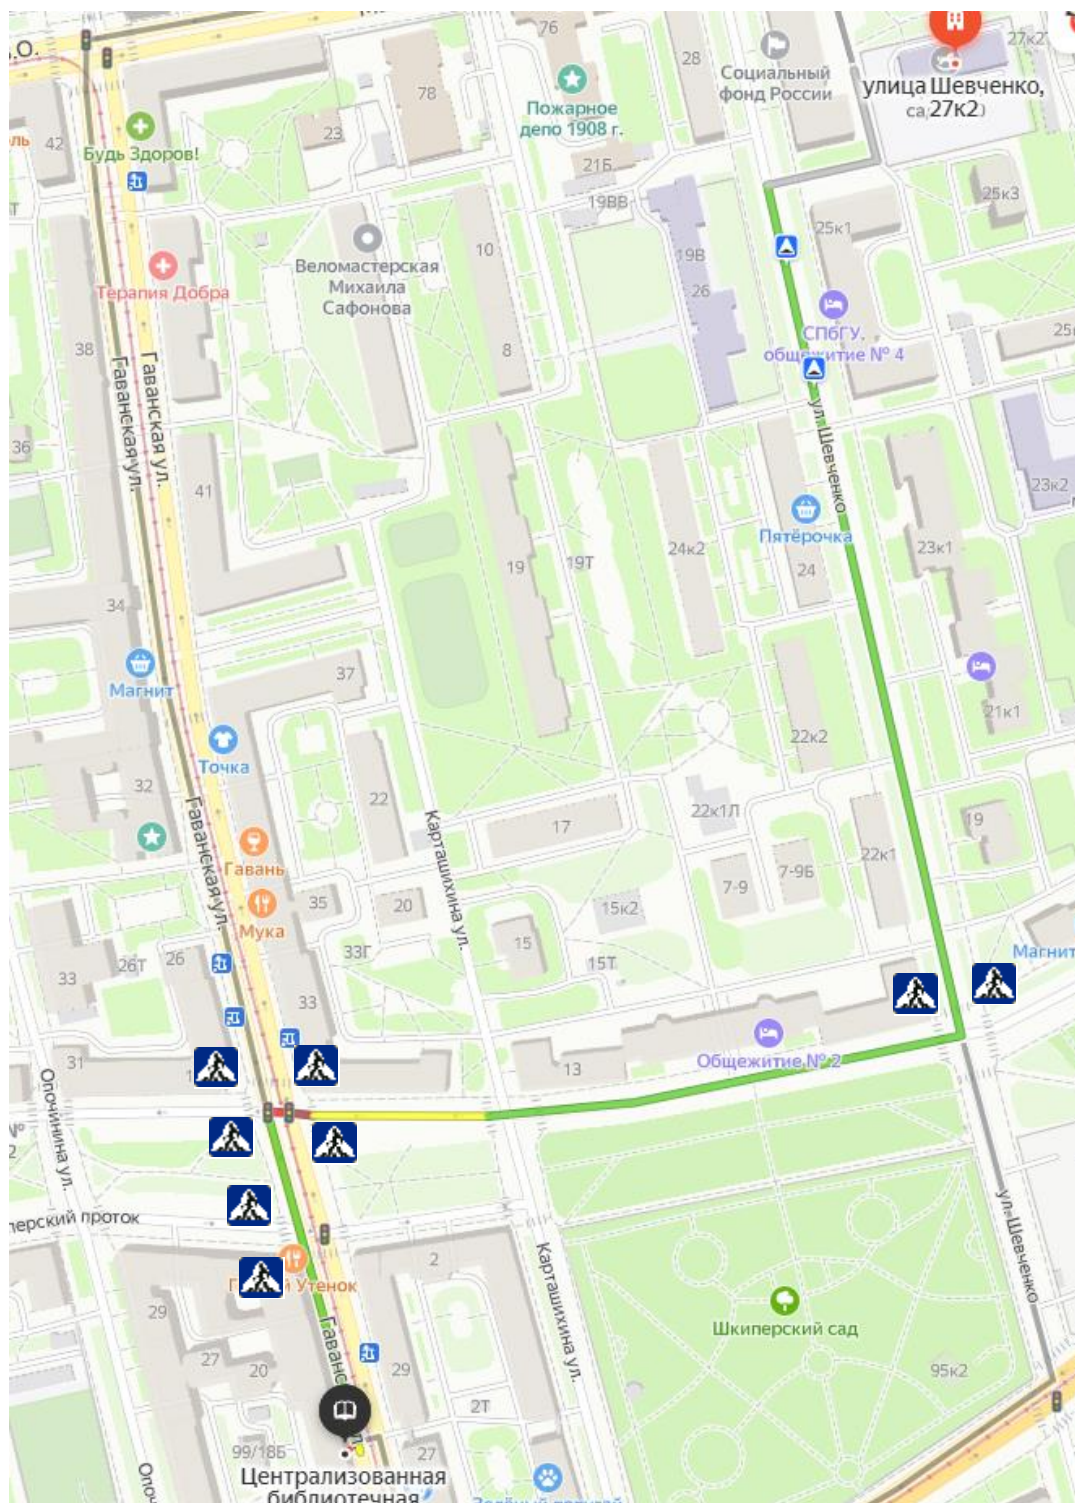 .О.
76
27к2
42
78
28
Социальный
фонд России
улица Шевченко,
27к2
Пожарное
депо 1908 г.
23
Будь Здоров!
21Б
19ВВ
25к3
25к1
10
19В
26
Веломастерская
Михаила
Сафонова
Терапия Добра
СПбГУ,
общежитие № 4
38
8
Гаванская ул.
Гаванская ул.
ул. Шевченко
36
41
23к2
Пятёрочка
24к2
23к1
19
19Т
24
34
37
Магнит
21к1
22к2
Точка
32
22
22к1Л
17
19
Карташихина ул.
Гавань
Гаванская ул.
22к1
7-9
7-9Б
35
20
15к2
Мука
15
33Г
26Т
26
33
15Т
Магнит
33
31
13
Общежитие № 2
Опочинина ул.
перский проток
ул. Шевченко
2
Утёнок
Карташихина ул.
29
Шкиперский сад
27
20
29
95к2
2Т
99/18Б
27
Централизованная
библиотечная